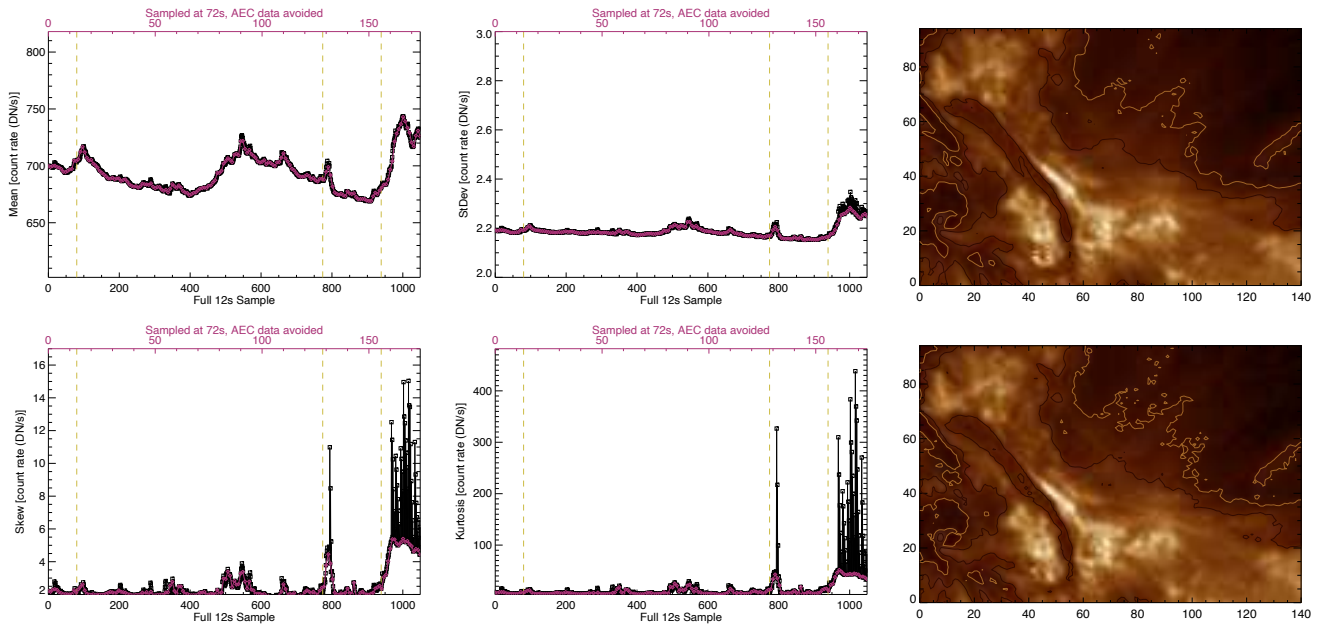 Sampled at 72s, AEC data avoided
0 50 100 150
Mean [count rate (DN/s)]
800
750
700
650
0 200 400 600 800 1000
Full 12s Sample
Sampled at 72s, AEC data avoided
0 50 100 150
StDev [count rate (DN/s)]
3.0
2.8
2.6
2.4
2.2
2.0
0 200 400 600 800 1000
Full 12s Sample
80
60
40
20
0
0 20 40 60 80 100 120 140
Sampled at 72s, AEC data avoided
0 50 100 150
Skew [count rate (DN/s)]
16
14
12
10
8
6
4
2
0 200 400 600 800 1000
Full 12s Sample
Sampled at 72s, AEC data avoided
0 50 100 150
Kurtosis [count rate (DN/s)]
400
300
200
100
0 200 400 600 800 1000
Full 12s Sample
80
60
40
20
0
0 20 40 60 80 100 120 140